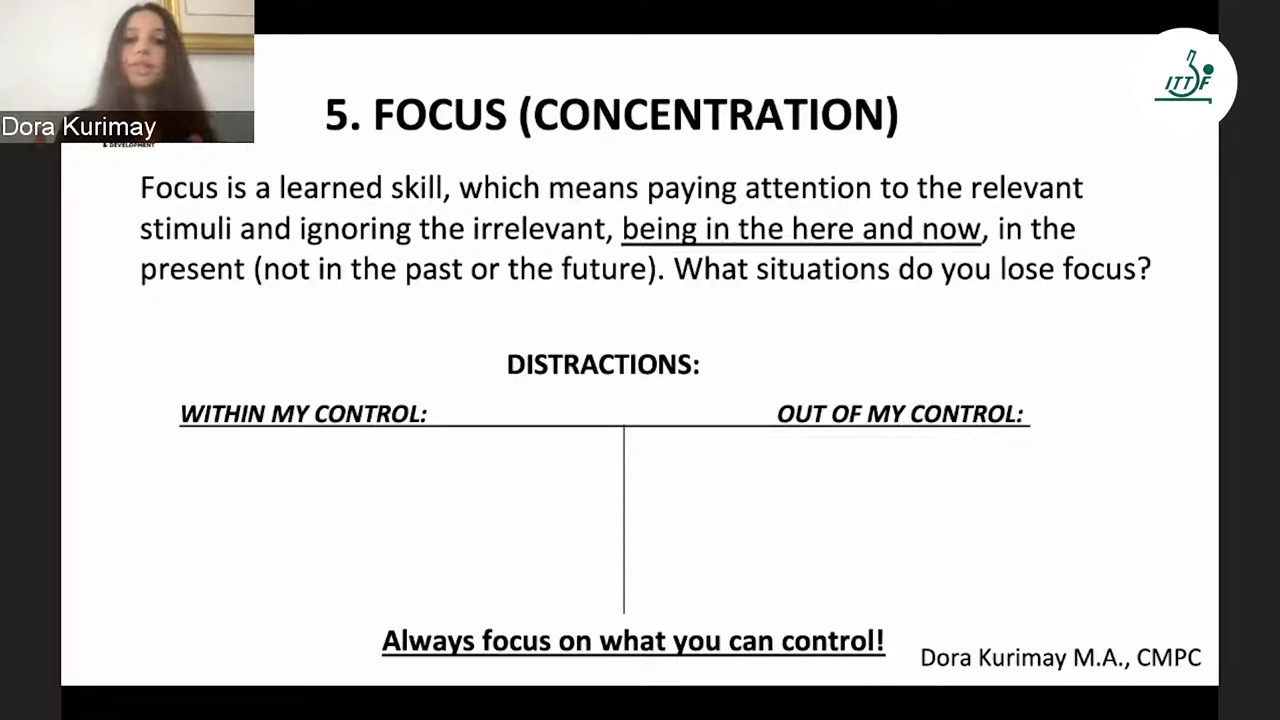 Dora Kurimay
& DEVELOPMENT
ITTF
5. FOCUS (CONCENTRATION)
Focus is a learned skill, which means paying attention to the relevant
stimuli and ignoring the irrelevant, being in the here and now, in the
present (not in the past or the future). What situations do you lose focus?
DISTRACTIONS:
WITHIN MY CONTROL:
OUT OF MY CONTROL:
Always focus on what you can control!
Dora Kurimay M.A., CMPC